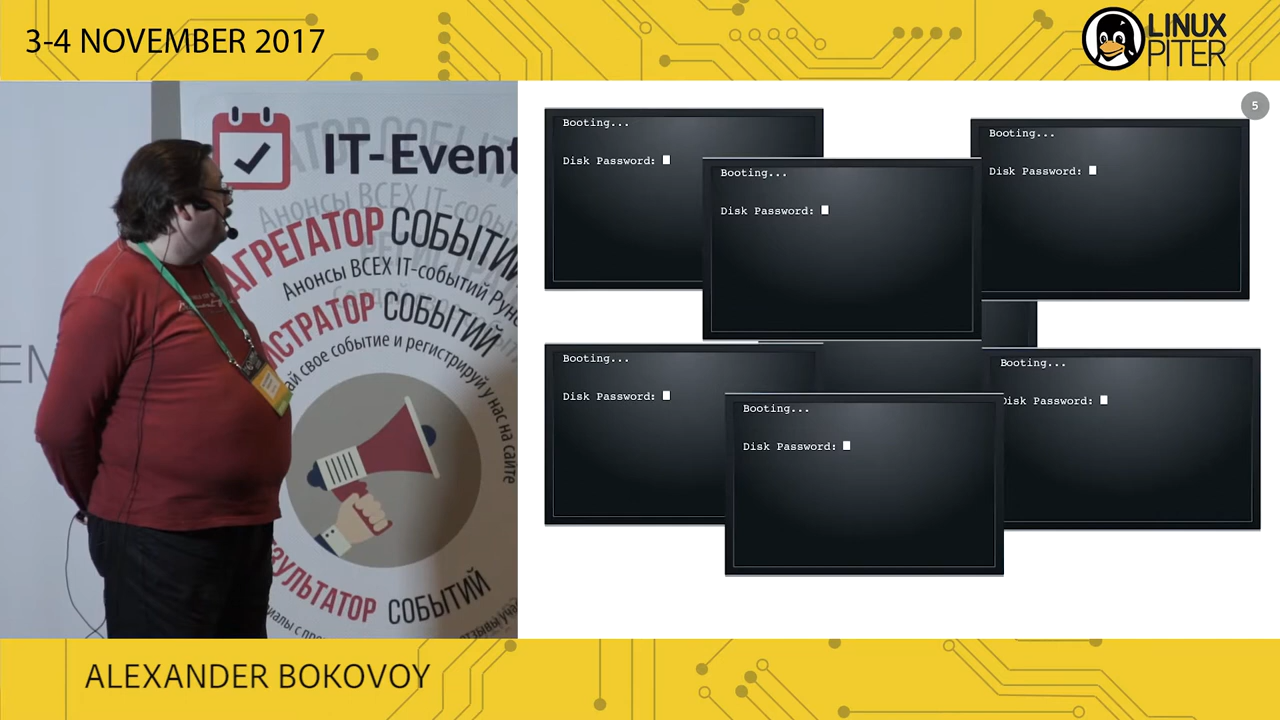 3-4 NOVEMBER 2017
LINUX
PITER
IT-Event
АГРЕГАТОР СОБЫТИЙ
Анонсы ВСЕХ IT-событий
СОБЫТИЙ
свое событие и регистрируй у нас на сайте
СОБЫТИЙ
5
Booting...
Disk Password:
Booting...
Disk Password:
Booting...
Disk Password:
Booting...
Disk Password:
Booting...
Disk Password:
Booting...
Disk Password:
ALEXANDER BOKOVOY